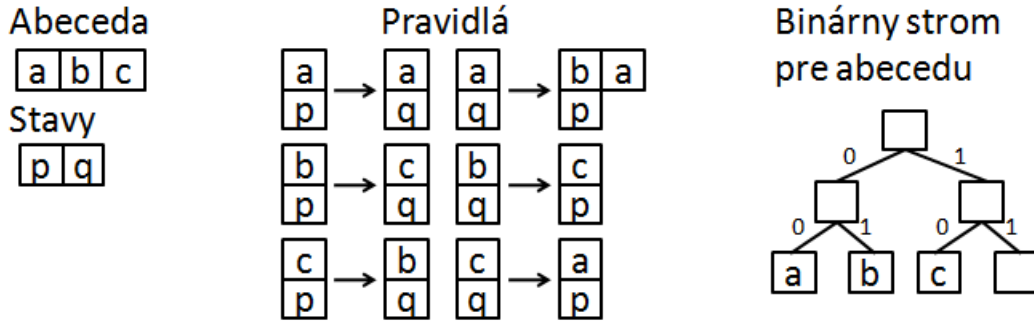 Abeceda
a b c
Stavy
p q
Pravidlá
a a a b a
p q q p
b c b c
p q q p
c b c a
p q q p
Binárny strom
pre abecedu
0 1
0 1 0 1
a b c